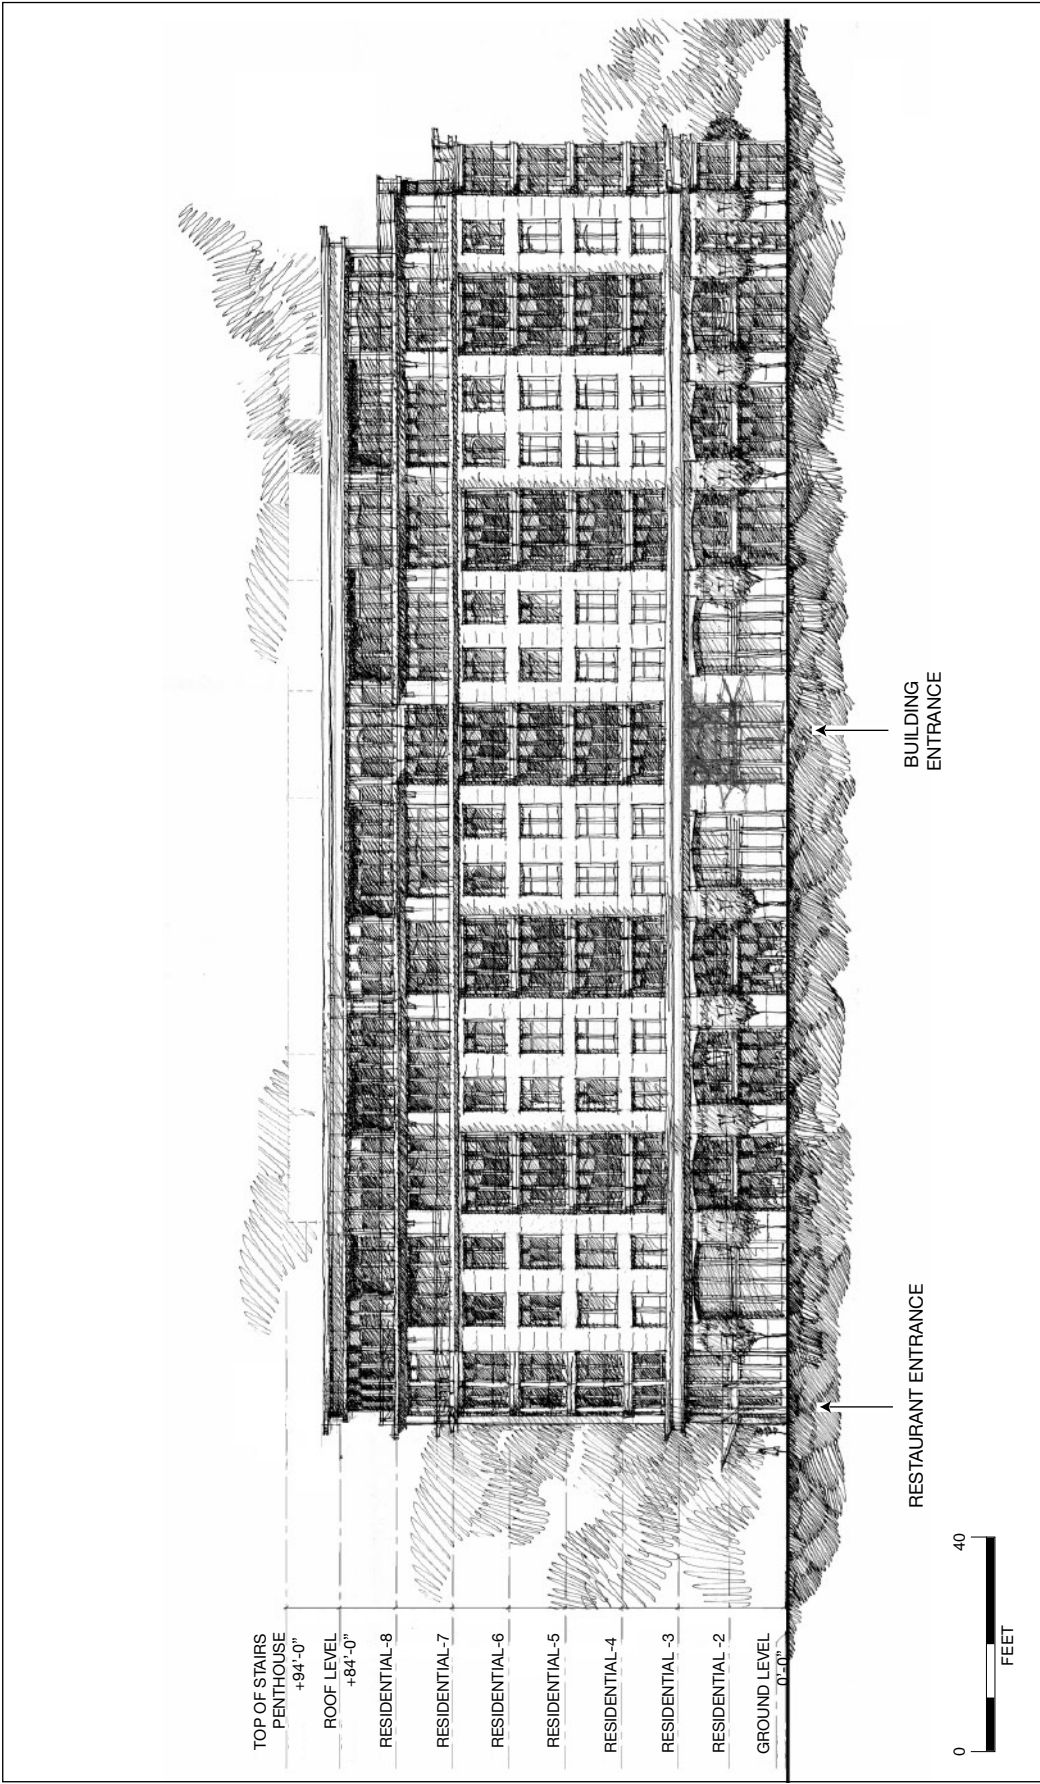 TOP OF STAIRS
PENTHOUSE
+94'-0"
ROOF LEVEL
+84'-0"
RESIDENTIAL-8
RESIDENTIAL-7
RESIDENTIAL-6
RESIDENTIAL-5
RESIDENTIAL-4
RESIDENTIAL -3
RESIDENTIAL -2
GROUND LEVEL
0'-0"
RESTAURANT ENTRANCE
BUILDING
ENTRANCE
0
40
FEET